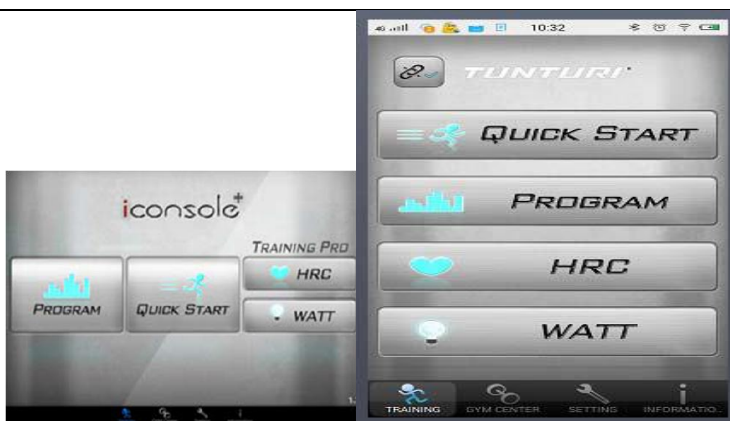 iconsole+
TRAINING PRO
PROGRAM
QUICK START
HRC
WATT
10:32
TUNTURI
QUICK START
PROGRAM
HRC
WATT
TRAINING
GYM CENTER
SETTING
INFORMATIO..